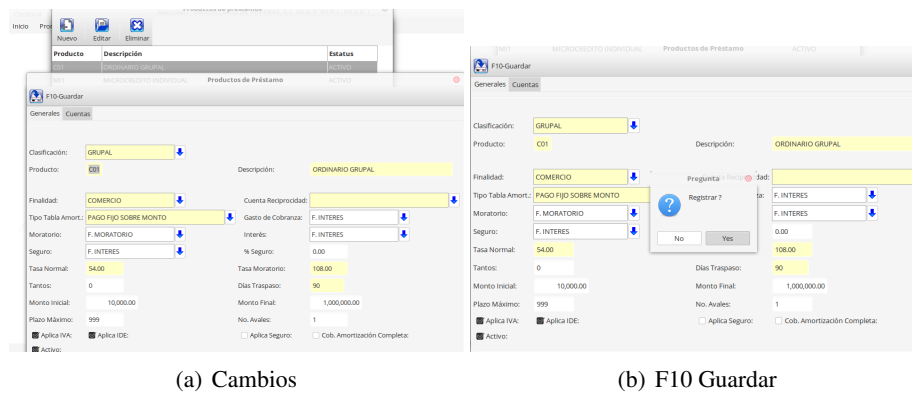 Productos de préstamos
Inicio
Nuevo Editar Eliminar
Producto Descripción Estatus
C01 ORDINARIO GRUPAL ACTIVO
M01 MICROCREDITO INDIVIDUAL Productos de Préstamo ACTIVO
F10-Guardar
Generales Cuentas
Clasificación: GRUPAL
Producto: C01 Descripción: ORDINARIO GRUPAL
Finalidad: COMERCIO Cuenta Reciprocidad:
Tipo Tabla Amort.: PAGO FIJO SOBRE MONTO Gasto de Cobranza: F. INTERES
Moratorio: F. MORATORIO Interés: F. INTERES
Seguro: F. INTERES % Seguro: 0.00
Tasa Normal: 54.00 Tasa Moratorio: 108.00
Tantos: 0 Días Traspaso: 90
Monto Inicial: 10,000.00 Monto Final: 1,000,000.00
Plazo Máximo: 999 No. Avales: 1
Aplica IVA: Aplica IDE: Aplica Seguro: Cob. Amortización Completa:
Activo:
(a) Cambios
M01 MICROCREDITO INDIVIDUAL Productos de Préstamo ACTIVO
F10-Guardar
Generales Cuentas
Clasificación: GRUPAL
Producto: C01 Descripción: ORDINARIO GRUPAL
Finalidad: COMERCIO
Tipo Tabla Amort.: PAGO FIJO SOBRE MONTO F. INTERES
Moratorio: F. MORATORIO F. INTERES
Seguro: F. INTERES 0.00
Tasa Normal: 54.00 108.00
Tantos: 0 Días Traspaso: 90
Monto Inicial: 10,000.00 Monto Final: 1,000,000.00
Plazo Máximo: 999 No. Avales: 1
Aplica IVA: Aplica IDE: Aplica Seguro: Cob. Amortización Completa:
Activo:
Pregunta
Registrar ?
No Yes
(b) F10 Guardar